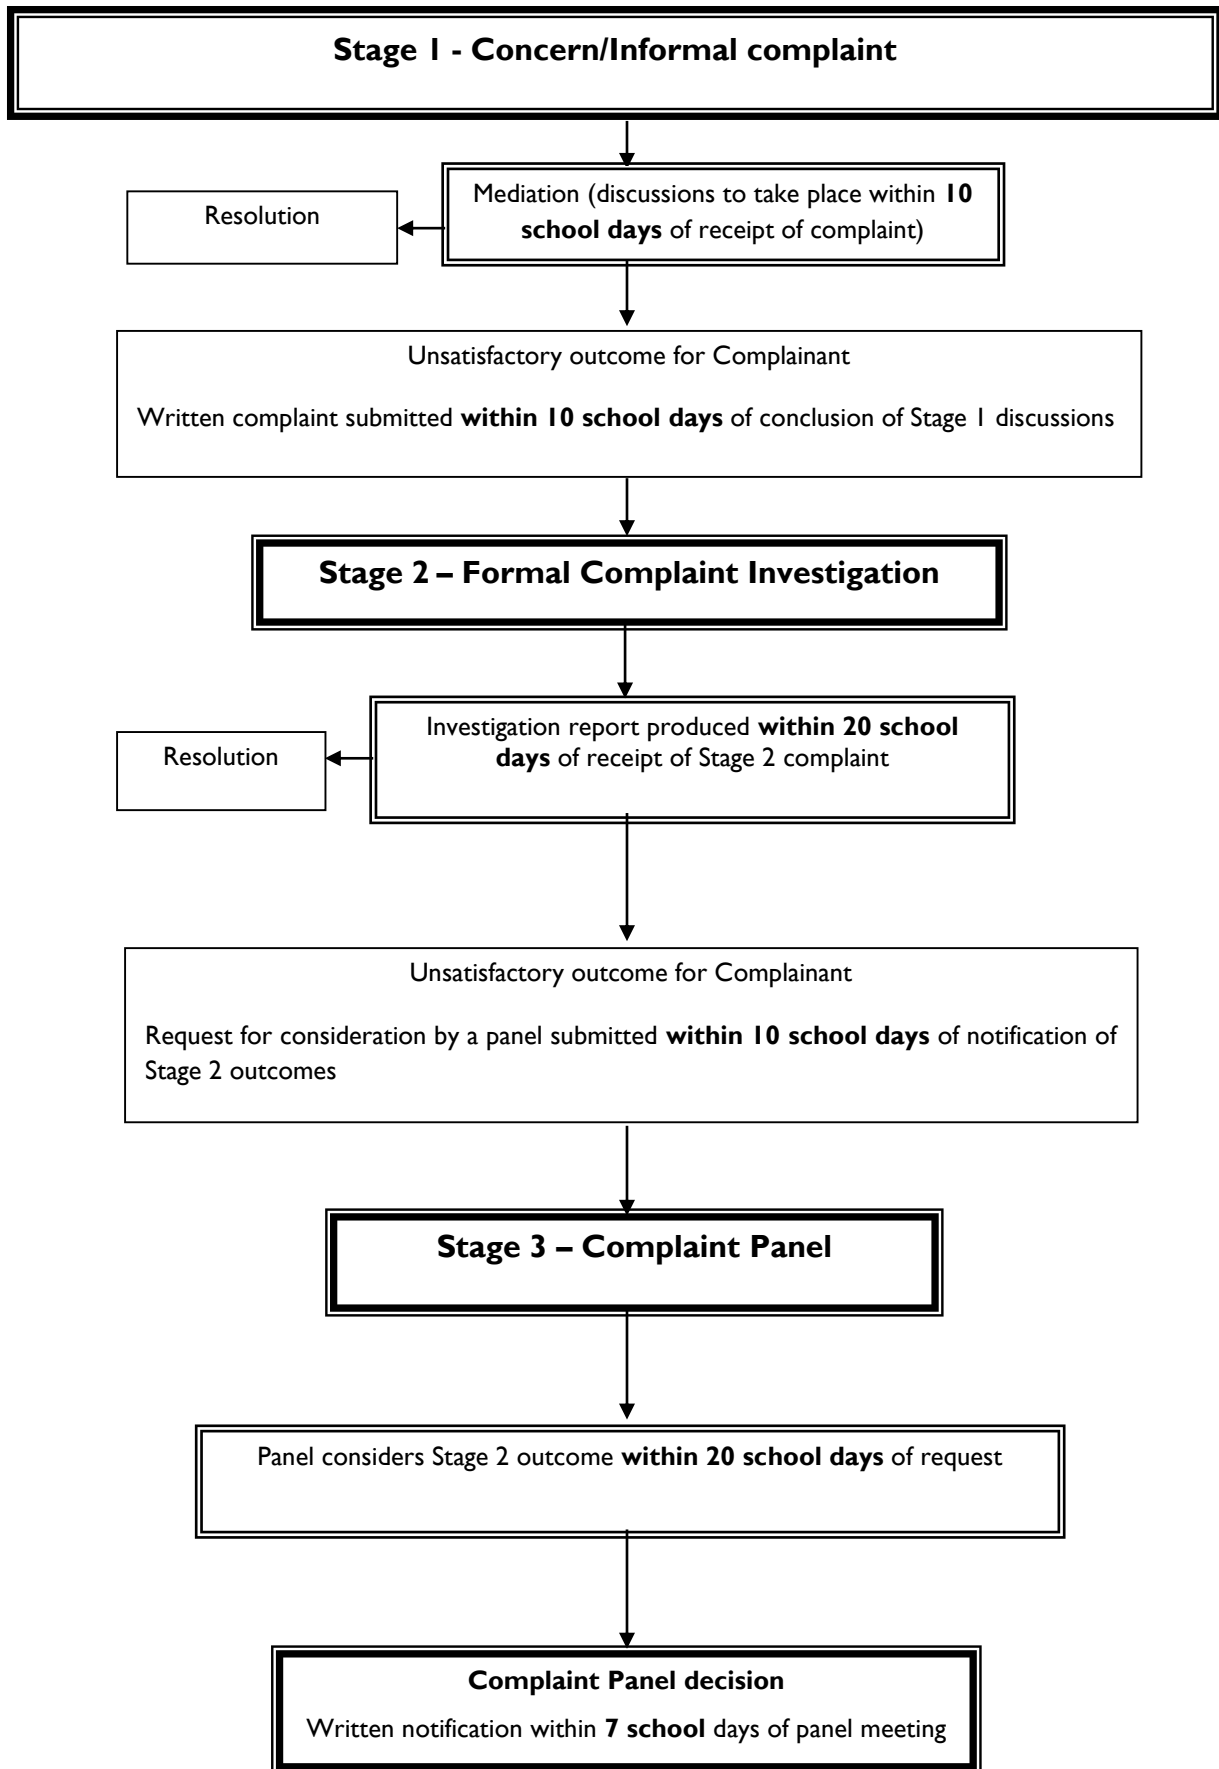 Stage 1 - Concern/Informal complaint
Mediation (discussions to take place within 10
school days of receipt of complaint)
Resolution
Unsatisfactory outcome for Complainant
Written complaint submitted within 10 school days of conclusion of Stage 1 discussions
Stage 2 – Formal Complaint Investigation
Investigation report produced within 20 school
days of receipt of Stage 2 complaint
Resolution
Unsatisfactory outcome for Complainant
Request for consideration by a panel submitted within 10 school days of notification of
Stage 2 outcomes
Stage 3 – Complaint Panel
Panel considers Stage 2 outcome within 20 school days of request
Complaint Panel decision
Written notification within 7 school days of panel meeting